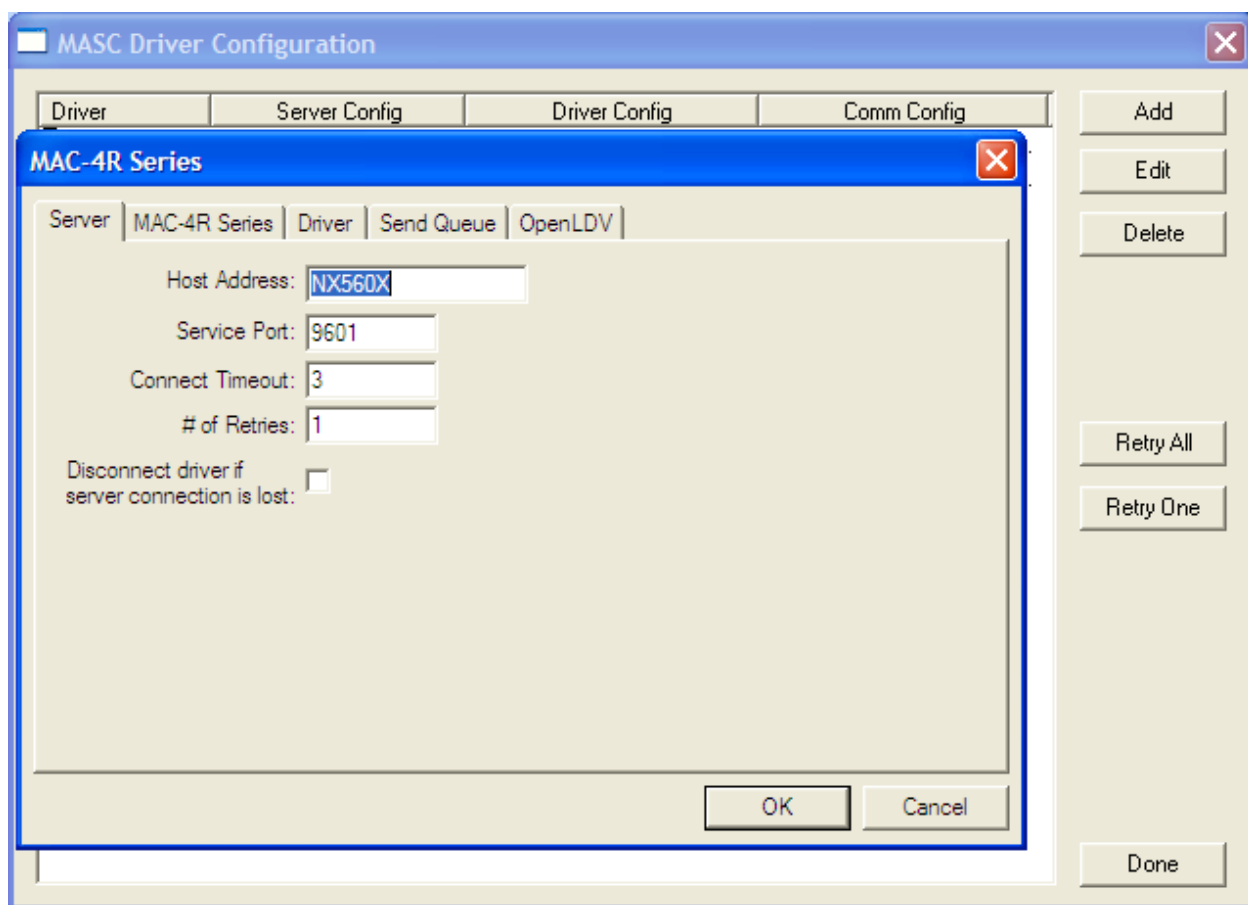 MASC Driver Configuration
Driver Server Config Driver Config Comm Config
Add
MAC-4R Series
Edit
Server MAC-4R Series Driver Send Queue OpenLDV
Delete
Host Address: NX560X
Service Port: 9601
Connect Timeout: 3
# of Retries: 1
Retry All
Disconnect driver if
server connection is lost:
Retry One
OK Cancel
Done